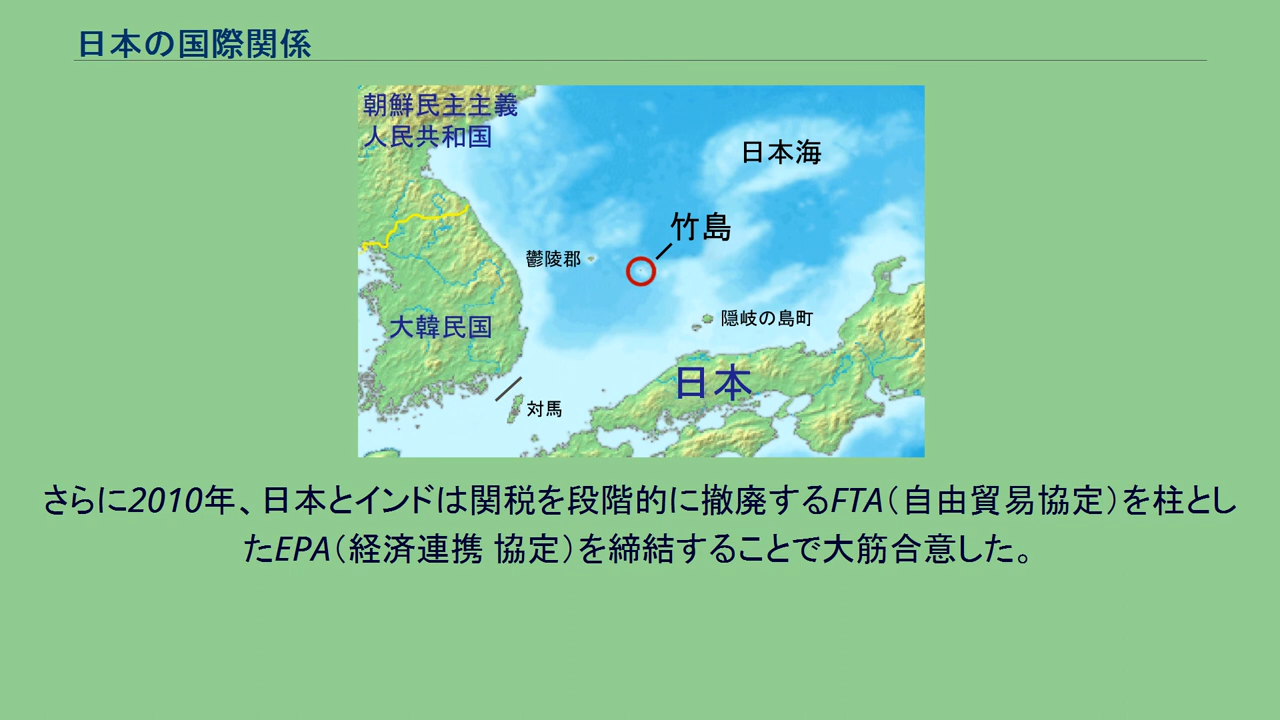 日本の国際関係
朝鮮民主主義
人民共和国
日本海
竹島
鬱陵郡
大韓民国
隠岐の島町
日本
対馬
さらに2010年、日本とインドは関税を段階的に撤廃するFTA(自由貿易協定)を柱とし
たEPA(経済連携 協定)を締結することで大筋合意した。